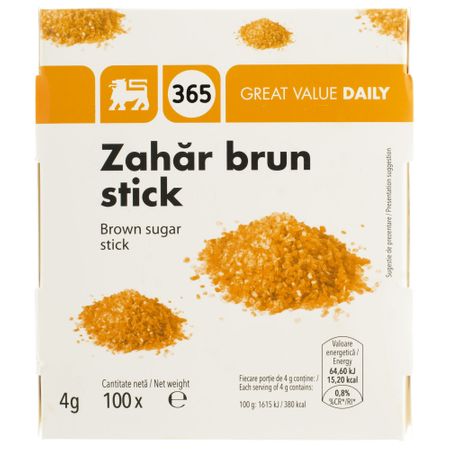 365
GREAT VALUE DAILY
Zahăr brun
stick
Brown sugar
stick
Sugestie de prezentare / Presentation suggestion
Cantitate netă / Net weight
4g 100 x ℮
Fiecare porție de 4 g conține: /
Each serving of 4 g contains:
100 g: 1615 kJ / 380 kcal
Valoare
energetică /
Energy
64,60 kJ
15,20 kcal
0,8%
%CR*/RI*